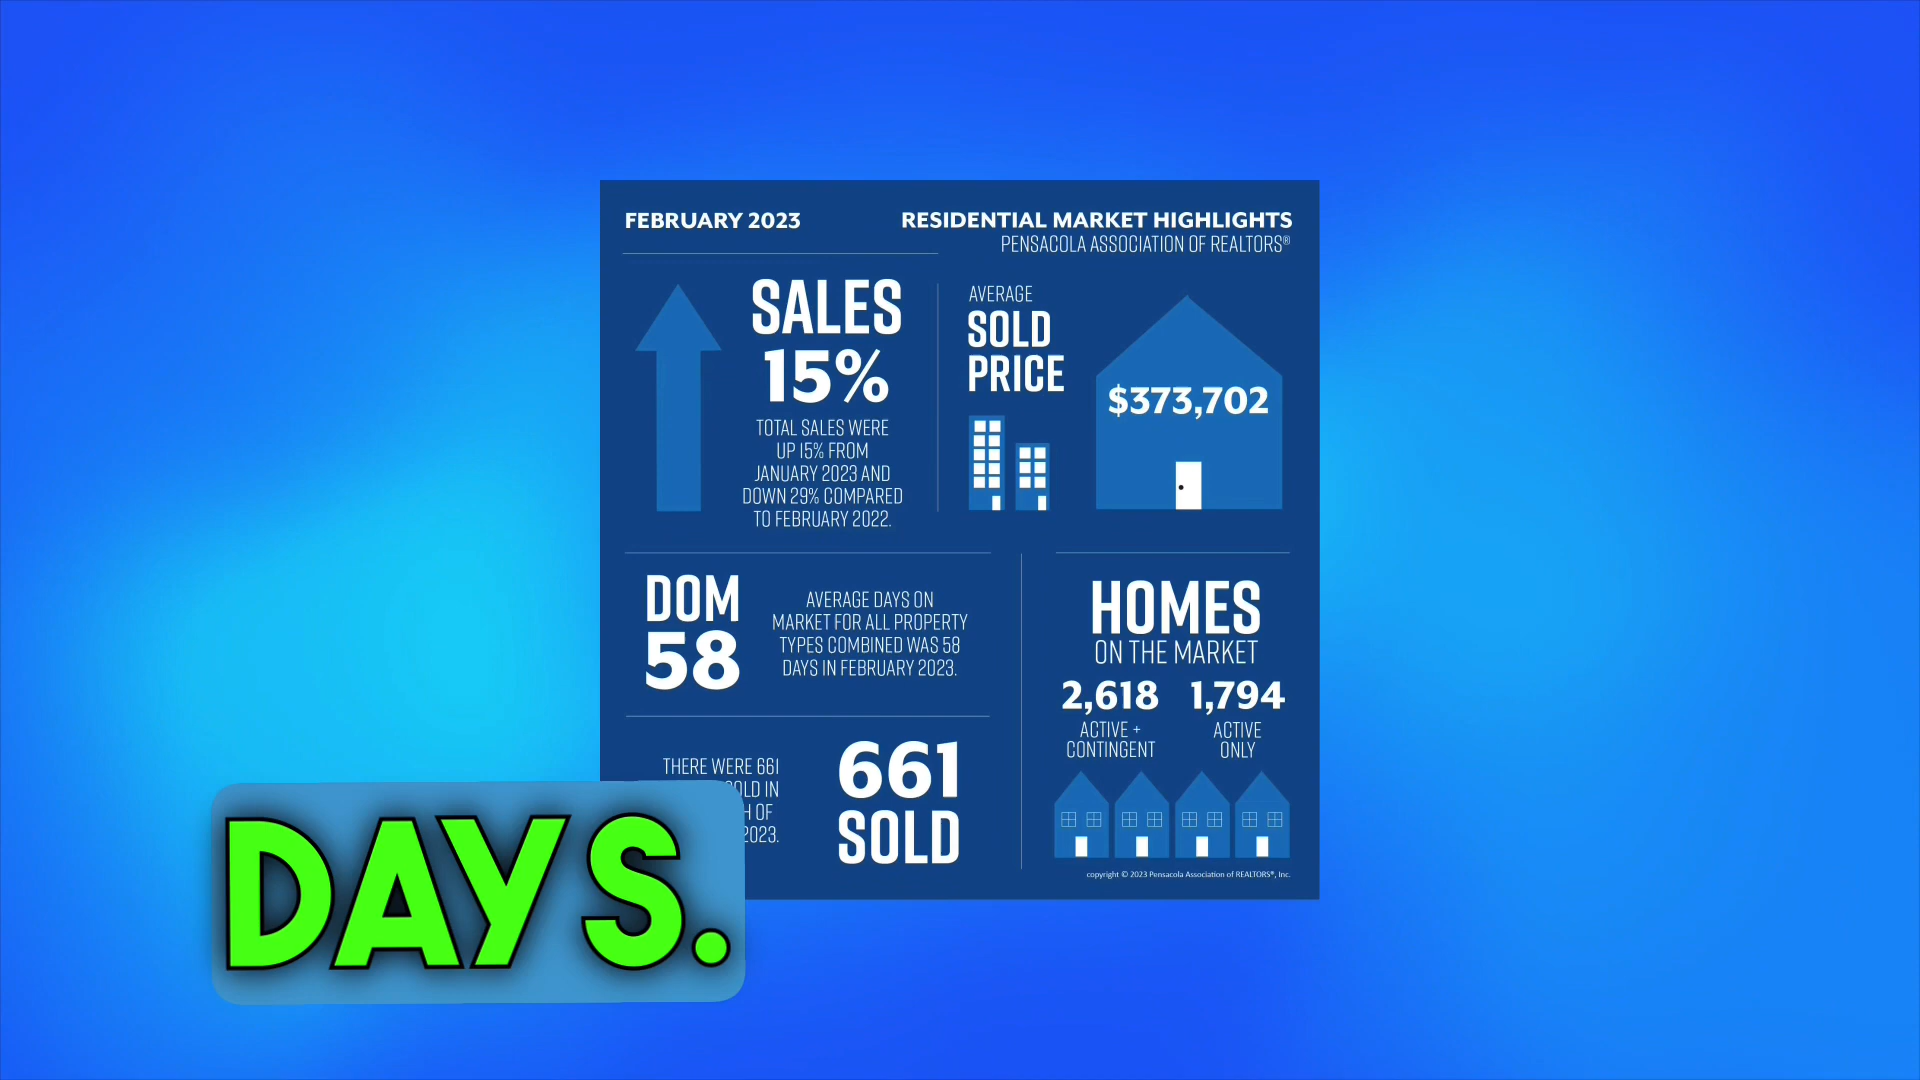 FEBRUARY 2023
RESIDENTIAL MARKET HIGHLIGHTS
PENSACOLA ASSOCIATION OF REALTORS®
SALES
15%
TOTAL SALES WERE
UP 15% FROM
JANUARY 2023 AND
DOWN 29% COMPARED
TO FEBRUARY 2022.
AVERAGE
SOLD
PRICE
$373,702
DOM
58
AVERAGE DAYS ON
MARKET FOR ALL PROPERTY
TYPES COMBINED WAS 58
DAYS IN FEBRUARY 2023.
HOMES
ON THE MARKET
2,618
ACTIVE +
CONTINGENT
1,794
ACTIVE
ONLY
THERE WERE 661
IN
OF
2023.
661
SOLD
copyright © 2023 Pensacola Association of REALTORS®, Inc.
DAYS.